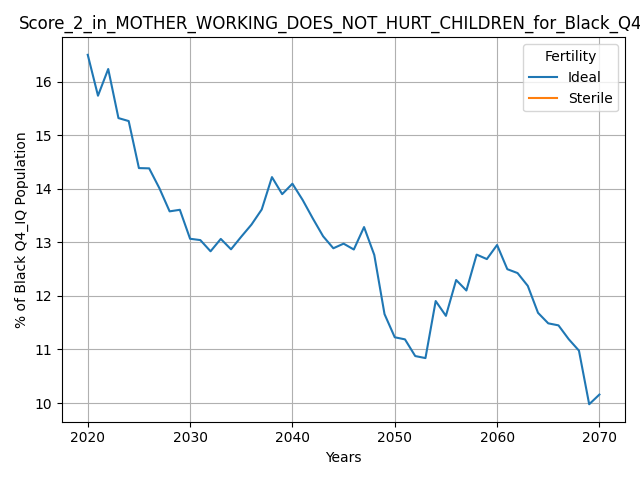 Score_2_in_MOTHER_WORKING_DOES_NOT_HURT_CHILDREN_for_Black_Q4
Fertility
Ideal
Sterile
% of Black Q4_IQ Population
16
15
14
13
12
11
10
2020 2030 2040 2050 2060 2070
Years